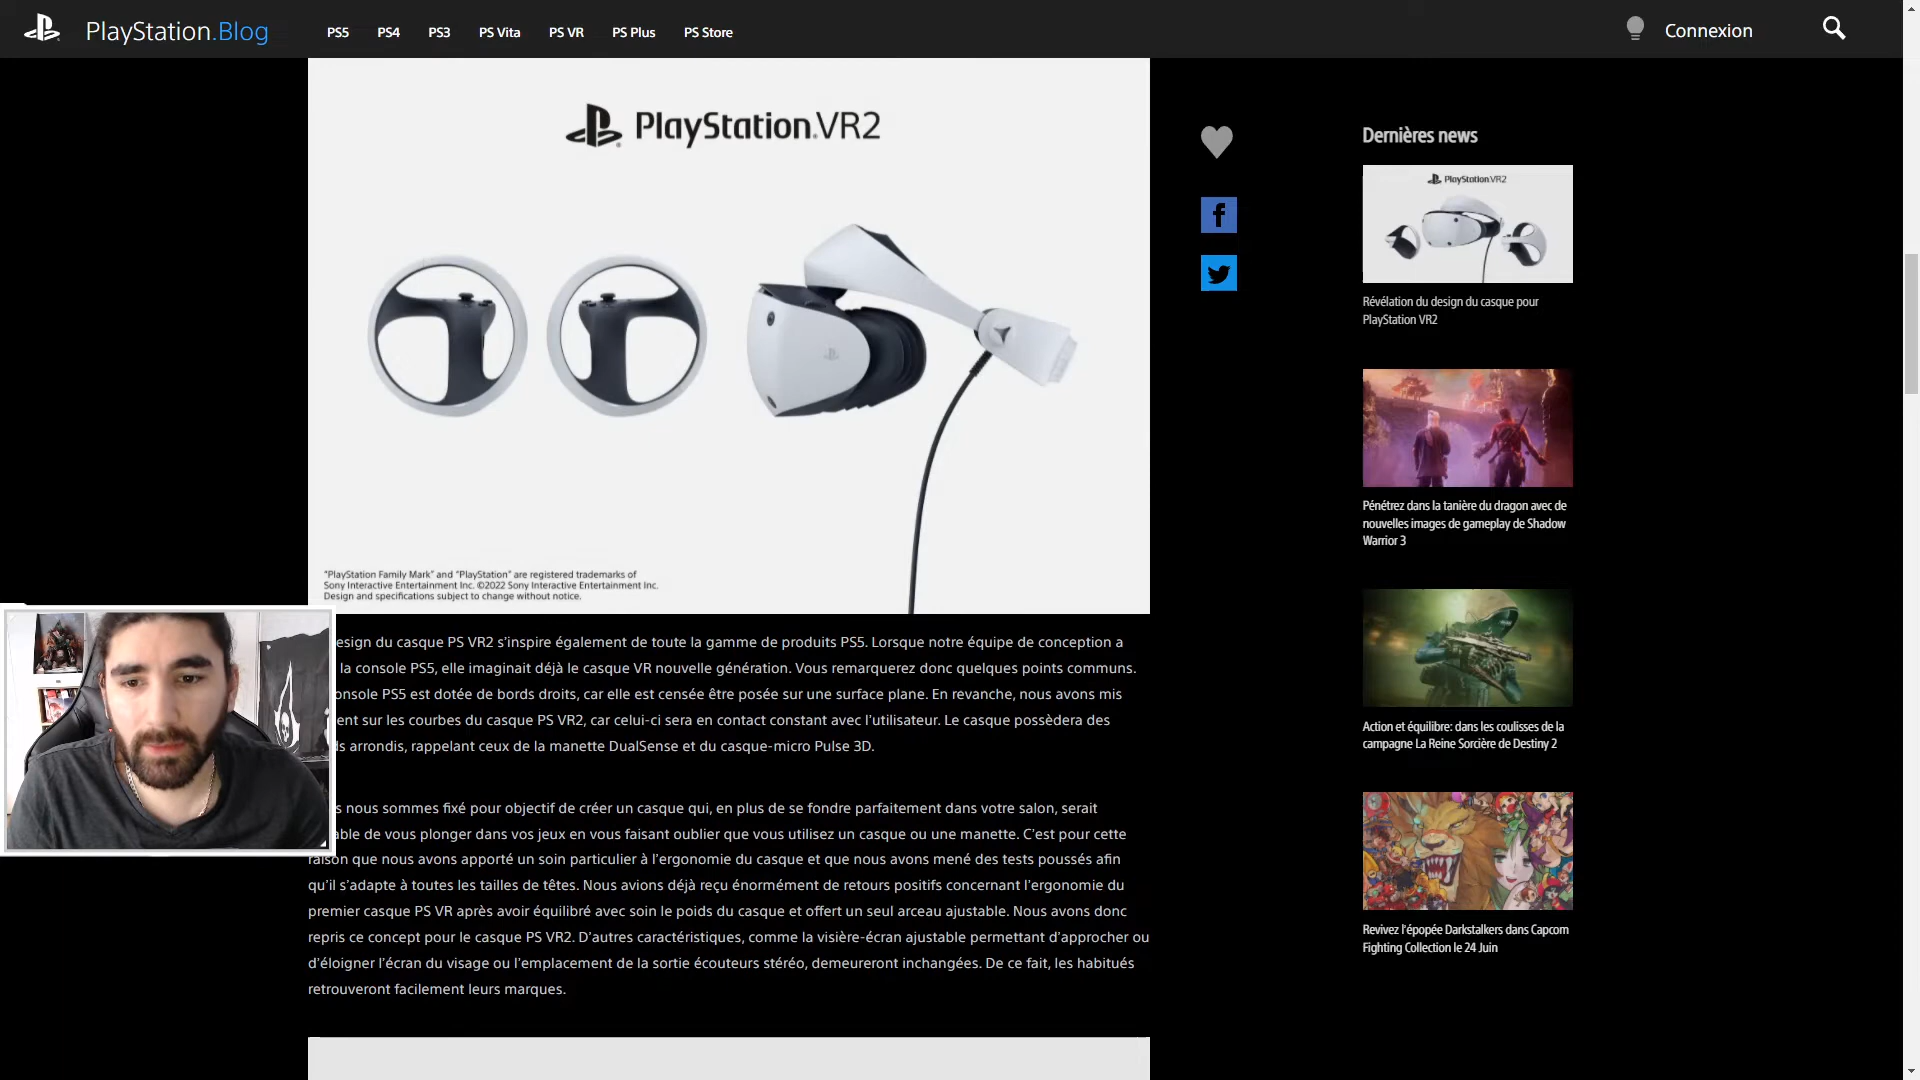 PlayStation.Blog
PS5 PS4 PS3 PS Vita PS VR PS Plus PS Store
Connexion
PlayStation.VR2
"PlayStation Family Mark" and "PlayStation" are registered trademarks of
Sony Interactive Entertainment Inc. ©2022 Sony Interactive Entertainment Inc.
Design and specifications subject to change without notice.
esign du casque PS VR2 s'inspire également de toute la gamme de produits PS5. Lorsque notre équipe de conception a
la console PS5, elle imaginait déjà le casque VR nouvelle génération. Vous remarquerez donc quelques points communs.
onsole PS5 est dotée de bords droits, car elle est censée être posée sur une surface plane. En revanche, nous avons mis
ent sur les courbes du casque PS VR2, car celui-ci sera en contact constant avec l'utilisateur. Le casque possèdera des
ds arrondis, rappelant ceux de la manette DualSense et du casque-micro Pulse 3D.
s nous sommes fixé pour objectif de créer un casque qui, en plus de se fondre parfaitement dans votre salon, serait
able de vous plonger dans vos jeux en vous faisant oublier que vous utilisez un casque ou une manette. C'est pour cette
raison que nous avons apporté un soin particulier à l'ergonomie du casque et que nous avons mené des tests poussés afin
qu'il s'adapte à toutes les tailles de têtes. Nous avions déjà reçu énormément de retours positifs concernant l'ergonomie du
premier casque PS VR après avoir équilibré avec soin le poids du casque et offert un seul arceau ajustable. Nous avons donc
repris ce concept pour le casque PS VR2. D'autres caractéristiques, comme la visière-écran ajustable permettant d'approcher ou
d'éloigner l'écran du visage ou l'emplacement de la sortie écouteurs stéréo, demeureront inchangées. De ce fait, les habitués
retrouveront facilement leurs marques.
Dernières news
PlayStation.VR2
Révélation du design du casque pour
PlayStation VR2
Pénétrez dans la tanière du dragon avec de
nouvelles images de gameplay de Shadow
Warrior 3
Action et équilibre: dans les coulisses de la
campagne La Reine Sorcière de Destiny 2
Revivez l'épopée Darkstalkers dans Capcom
Fighting Collection le 24 Juin